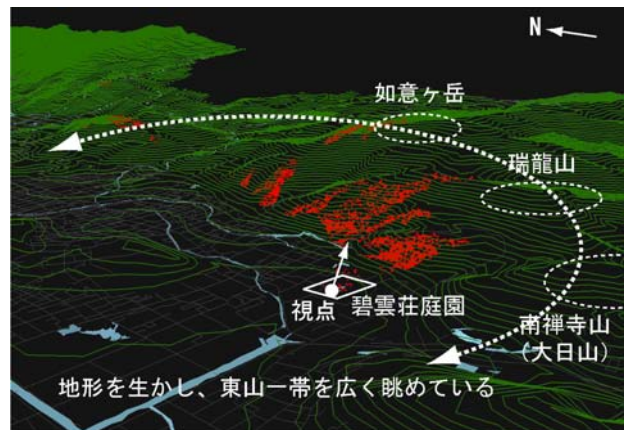 N
如意ヶ岳
瑞龍山
視点
碧雲荘庭園
南禅寺山
（大日山）
地形を生かし、東山一帯を広く眺めている